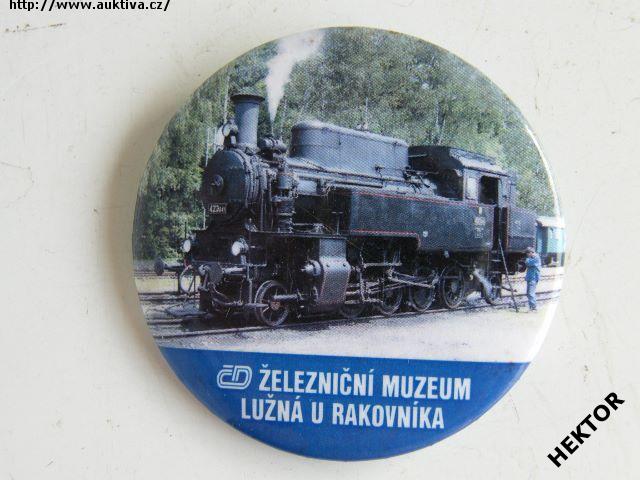 http://www.auktiva.cz/
ČD ŽELEZNIČNÍ MUZEUM
LUŽNÁ U RAKOVNÍKA
HEKTOR